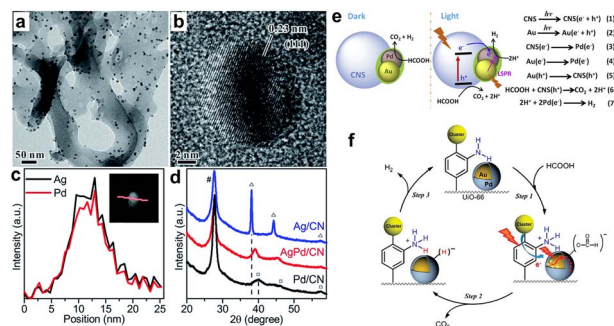 a
50 nm
b
0.23 nm
(111)
2 nm
c
Intensity (a.u.)
Ag
Pd
0 5 10 15 20 25
Position (nm)
d
Intensity (a.u.)
#
Ag/CN
AgPd/CN
Pd/CN
20 30 40 50
2θ (degree)
e
Dark
Light
CO₂ + H₂
HCOOH
CNS
Pd
Au
hν
e⁻
h⁺
H₂
2H⁺
LSPR
HCOOH
CO₂ + 2H⁺
CNS hν→ CNS(e⁻ + h⁺) (1)
Au hν→ Au(e⁻ + h⁺) (2)
CNS(e⁻) → Pd(e⁻) (3)
Au(e⁻) → Pd(e⁻) (4)
Au(h⁺) → CNS(h⁺) (5)
HCOOH + CNS(h⁺) → CO₂ + 2H⁺ (6)
2H⁺ + 2Pd(e⁻) → H₂ (7)
f
Cluster
Au
Pd
UiO-66
HCOOH
Step 1
Step 2
Step 3
H₂
CO₂